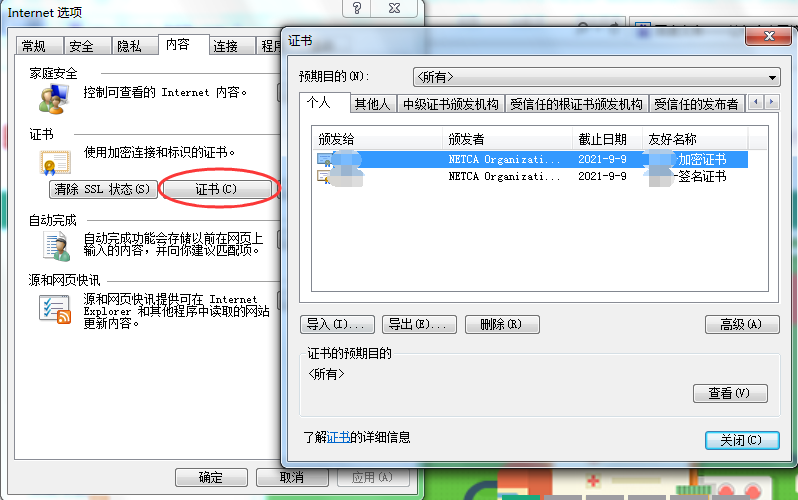 Internet 选项
常规 安全 隐私 内容 连接
家庭安全
控制可查看的 Internet 内容。
证书
使用加密连接和标识的证书。
清除 SSL 状态(S) 证书(C)
自动完成
自动完成功能会存储以前在网页上
输入的内容，并向你建议匹配项。
源和网页快讯
源和网页快讯提供可在 Internet
Explorer 和其他程序中读取的网站
更新内容。
确定 取消 应用(A)
证书
预期目的(N): <所有>
个人 其他人 中级证书颁发机构 受信任的根证书颁发机构 受信任的发布者
颁发给 颁发者 截止日期 友好名称
NETCA Organizati... 2021-9-9 -加密证书
NETCA Organizati... 2021-9-9 -签名证书
导入(I)... 导出(E)... 删除(R) 高级(A)
证书的预期目的
<所有>
查看(V)
了解证书的详细信息
关闭(C)